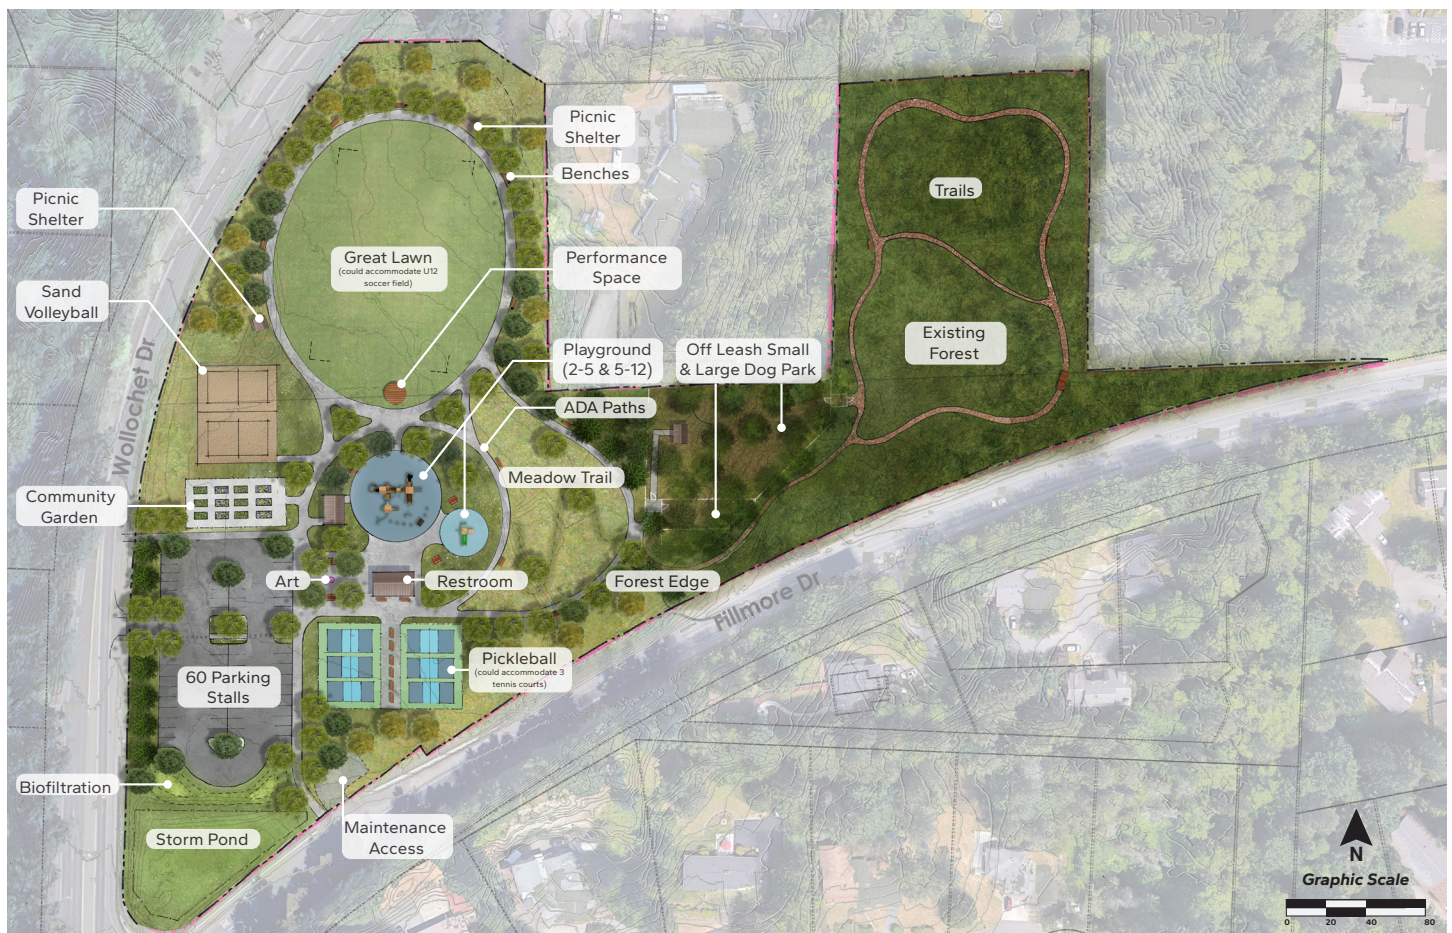 Picnic
Shelter
Benches
Picnic
Shelter
Trails
Great Lawn
(could accommodate U12
soccer field)
Performance
Space
Sand
Volleyball
Wollochet Dr
Playground
(2-5 & 5-12)
Off Leash Small
& Large Dog Park
Existing
Forest
ADA Paths
Meadow Trail
Community
Garden
Art
Restroom
Forest Edge
Fillmore Dr
60 Parking
Stalls
Pickleball
(could accommodate 3
tennis courts)
Biofiltration
Storm Pond
Maintenance
Access
N
Graphic Scale
0 20 40 80